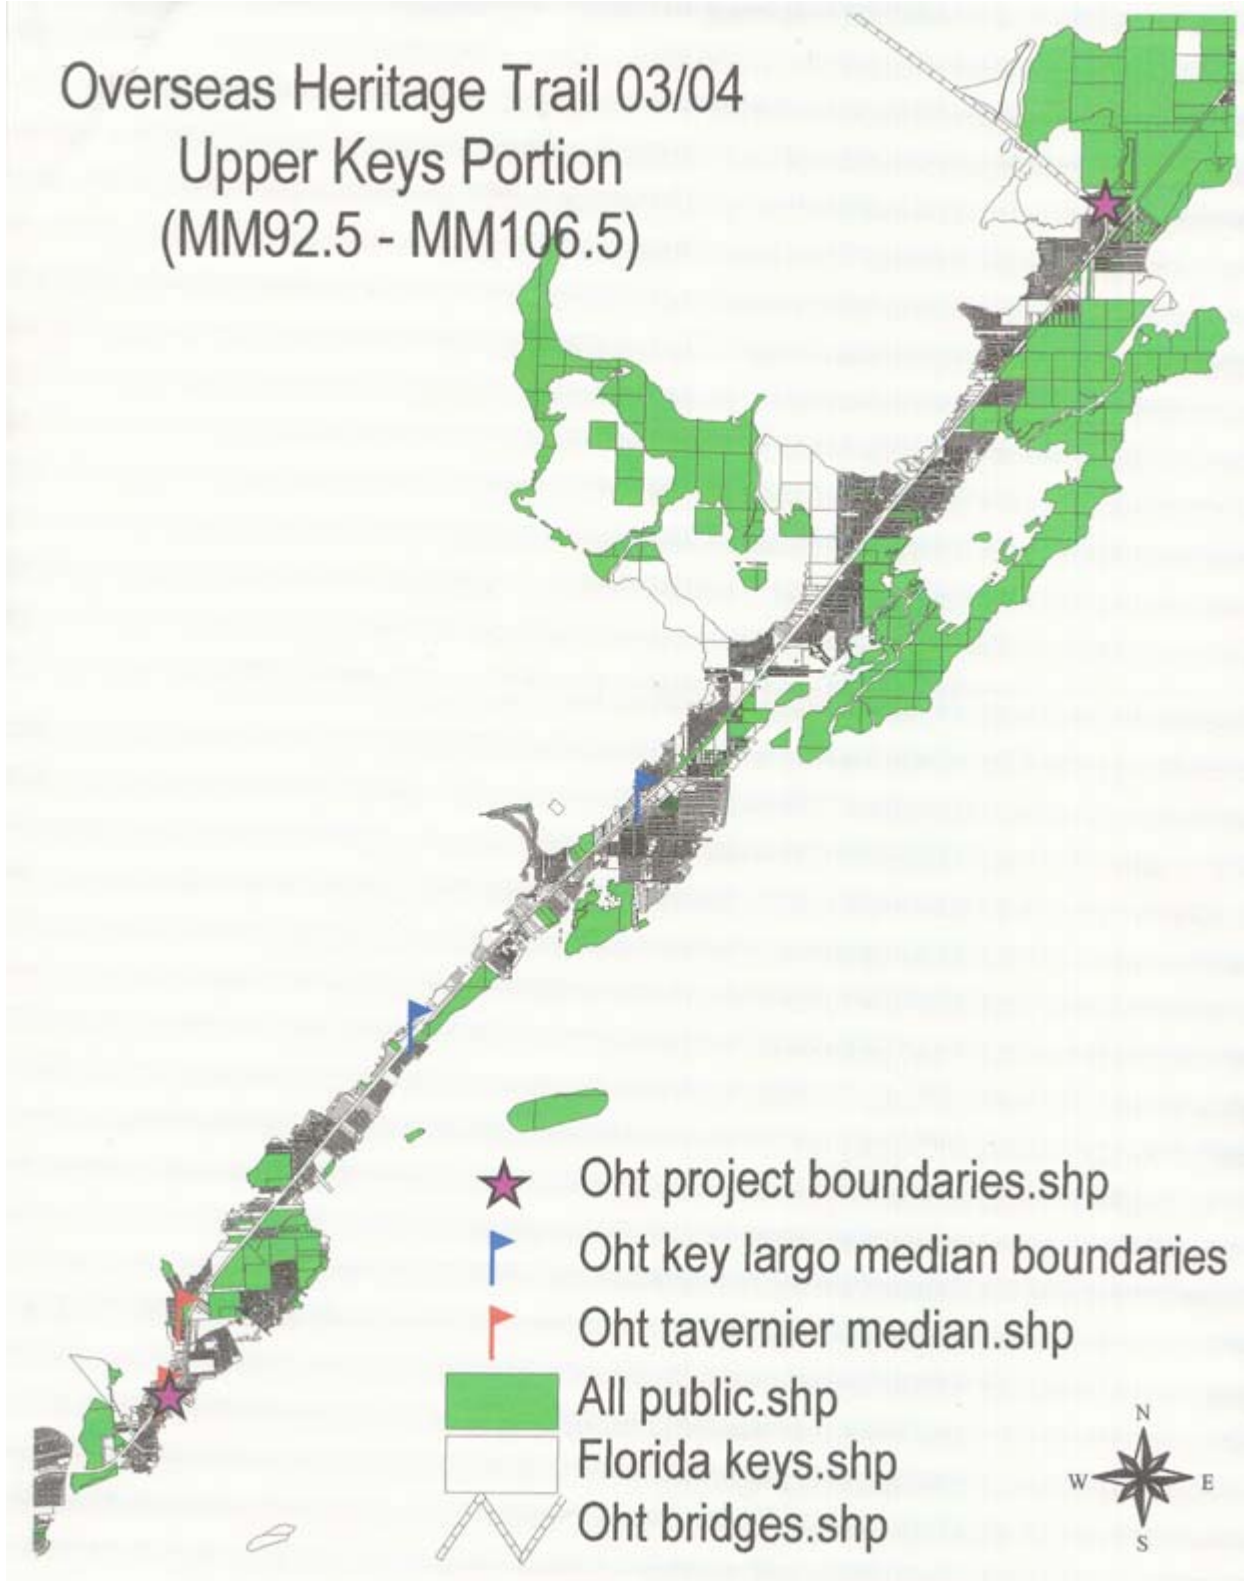 Overseas Heritage Trail 03/04
Upper Keys Portion
(MM92.5 - MM106.5)
Oht project boundaries.shp
Oht key largo median boundaries
Oht tavernier median.shp
All public.shp
Florida keys.shp
Oht bridges.shp
N
W E
S